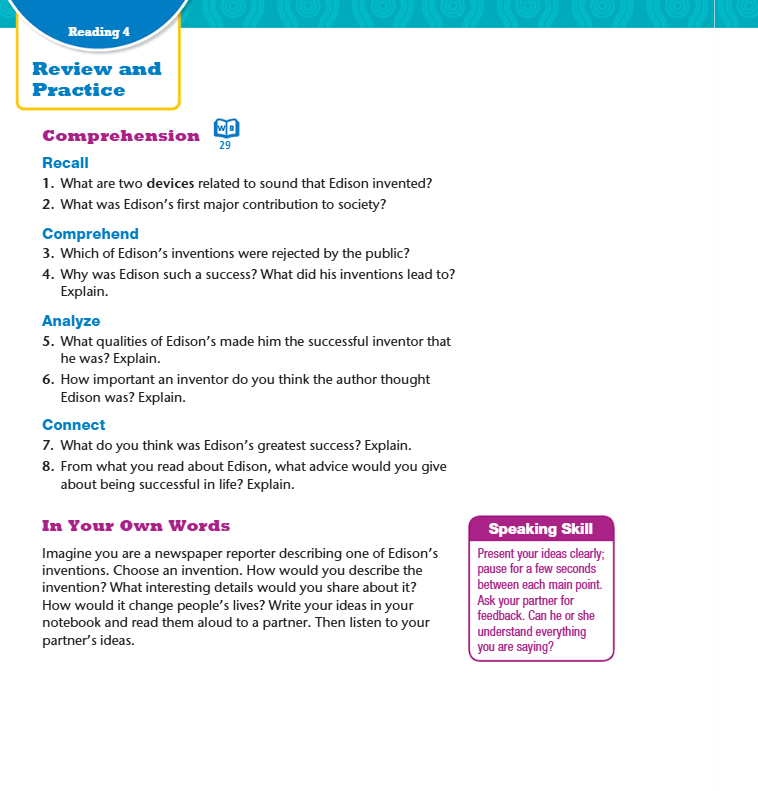 Reading 4
Review and
Practice
Comprehension
W B
29
Recall
1. What are two devices related to sound that Edison invented?
2. What was Edison's first major contribution to society?
Comprehend
3. Which of Edison's inventions were rejected by the public?
4. Why was Edison such a success? What did his inventions lead to?
Explain.
Analyze
5. What qualities of Edison's made him the successful inventor that
he was? Explain.
6. How important an inventor do you think the author thought
Edison was? Explain.
Connect
7. What do you think was Edison's greatest success? Explain.
8. From what you read about Edison, what advice would you give
about being successful in life? Explain.
In Your Own Words
Imagine you are a newspaper reporter describing one of Edison's
inventions. Choose an invention. How would you describe the
invention? What interesting details would you share about it?
How would it change people's lives? Write your ideas in your
notebook and read them aloud to a partner. Then listen to your
partner's ideas.
Speaking Skill
Present your ideas clearly;
pause for a few seconds
between each main point.
Ask your partner for
feedback. Can he or she
understand everything
you are saying?